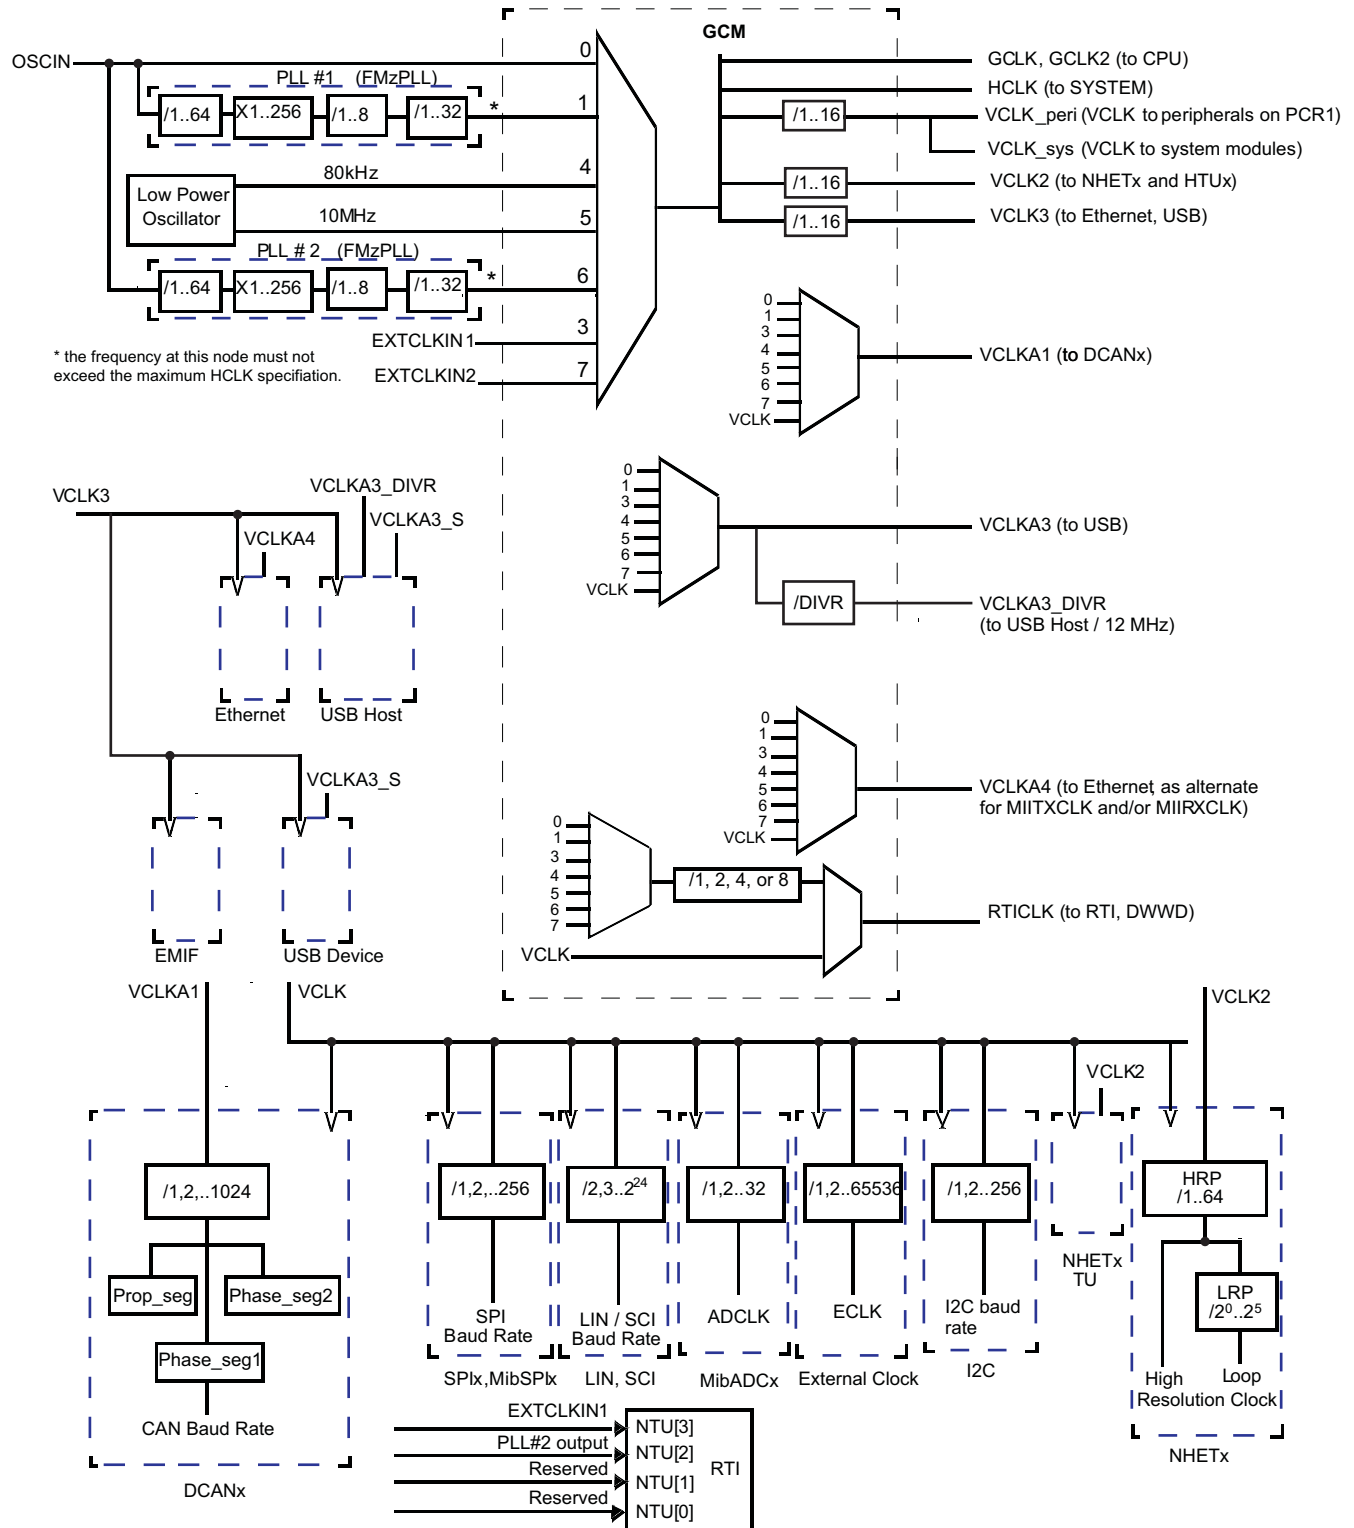 GCM
OSCIN
0
PLL #1 (FMzPLL)
/1..64
X1..256
/1..8
/1..32
*
1
80kHz
4
Low Power
Oscillator
10MHz
5
PLL # 2 (FMzPLL)
/1..64
X1..256
/1..8
/1..32
*
6
EXTCLKIN1
3
EXTCLKIN2
7
* the frequency at this node must not
exceed the maximum HCLK specifiation.
GCLK, GCLK2 (to CPU)
HCLK (to SYSTEM)
/1..16
VCLK_peri (VCLK to peripherals on PCR1)
VCLK_sys (VCLK to system modules)
/1..16
VCLK2 (to NHETx and HTUx)
/1..16
VCLK3 (to Ethernet, USB)
0
1
3
4
5
6
7
VCLK
VCLKA1 (to DCANx)
0
1
3
4
5
6
7
VCLK
VCLKA3 (to USB)
/DIVR
VCLKA3_DIVR
(to USB Host / 12 MHz)
0
1
3
4
5
6
7
VCLK
VCLKA4 (to Ethernet, as alternate
for MIITXCLK and/or MIIRXCLK)
0
1
3
4
5
6
7
/1, 2, 4, or 8
VCLK
RTICLK (to RTI, DWWD)
VCLK3
VCLKA3_DIVR
VCLKA3_S
VCLKA4
Ethernet
USB Host
VCLKA3_S
EMIF
USB Device
VCLKA1
VCLK
VCLK2
VCLK2
/1,2,..1024
Prop_seg
Phase_seg2
Phase_seg1
CAN Baud Rate
DCANx
/1,2,..256
SPI
Baud Rate
SPIx,MibSPIx
/2,3..2²⁴
LIN / SCI
Baud Rate
LIN, SCI
/1,2..32
ADCLK
MibADCx
/1,2..65536
ECLK
External Clock
/1,2..256
I2C baud
rate
I2C
NHETx
TU
HRP
/1..64
LRP
/2⁰..2⁵
High
Loop
Resolution Clock
NHETx
EXTCLKIN1
NTU[3]
PLL#2 output
NTU[2]
Reserved
NTU[1]
Reserved
NTU[0]
RTI